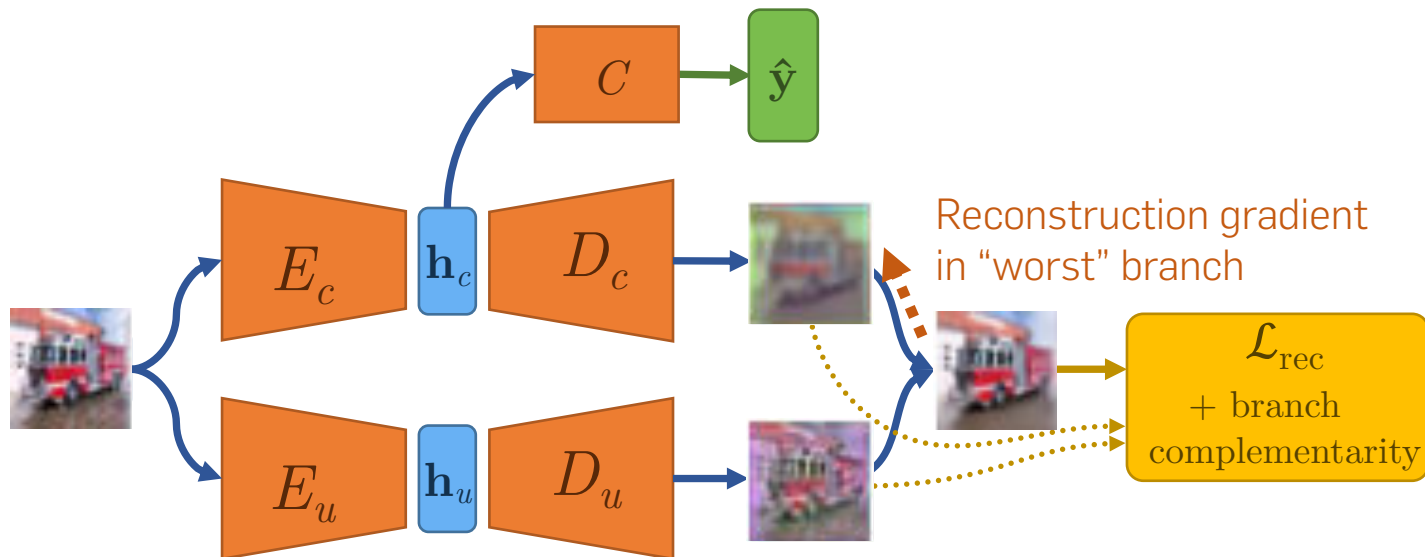 C
ŷ
E_c
h_c
D_c
Reconstruction gradient
in “worst” branch
E_u
h_u
D_u
ℒ_rec
+ branch
complementarity